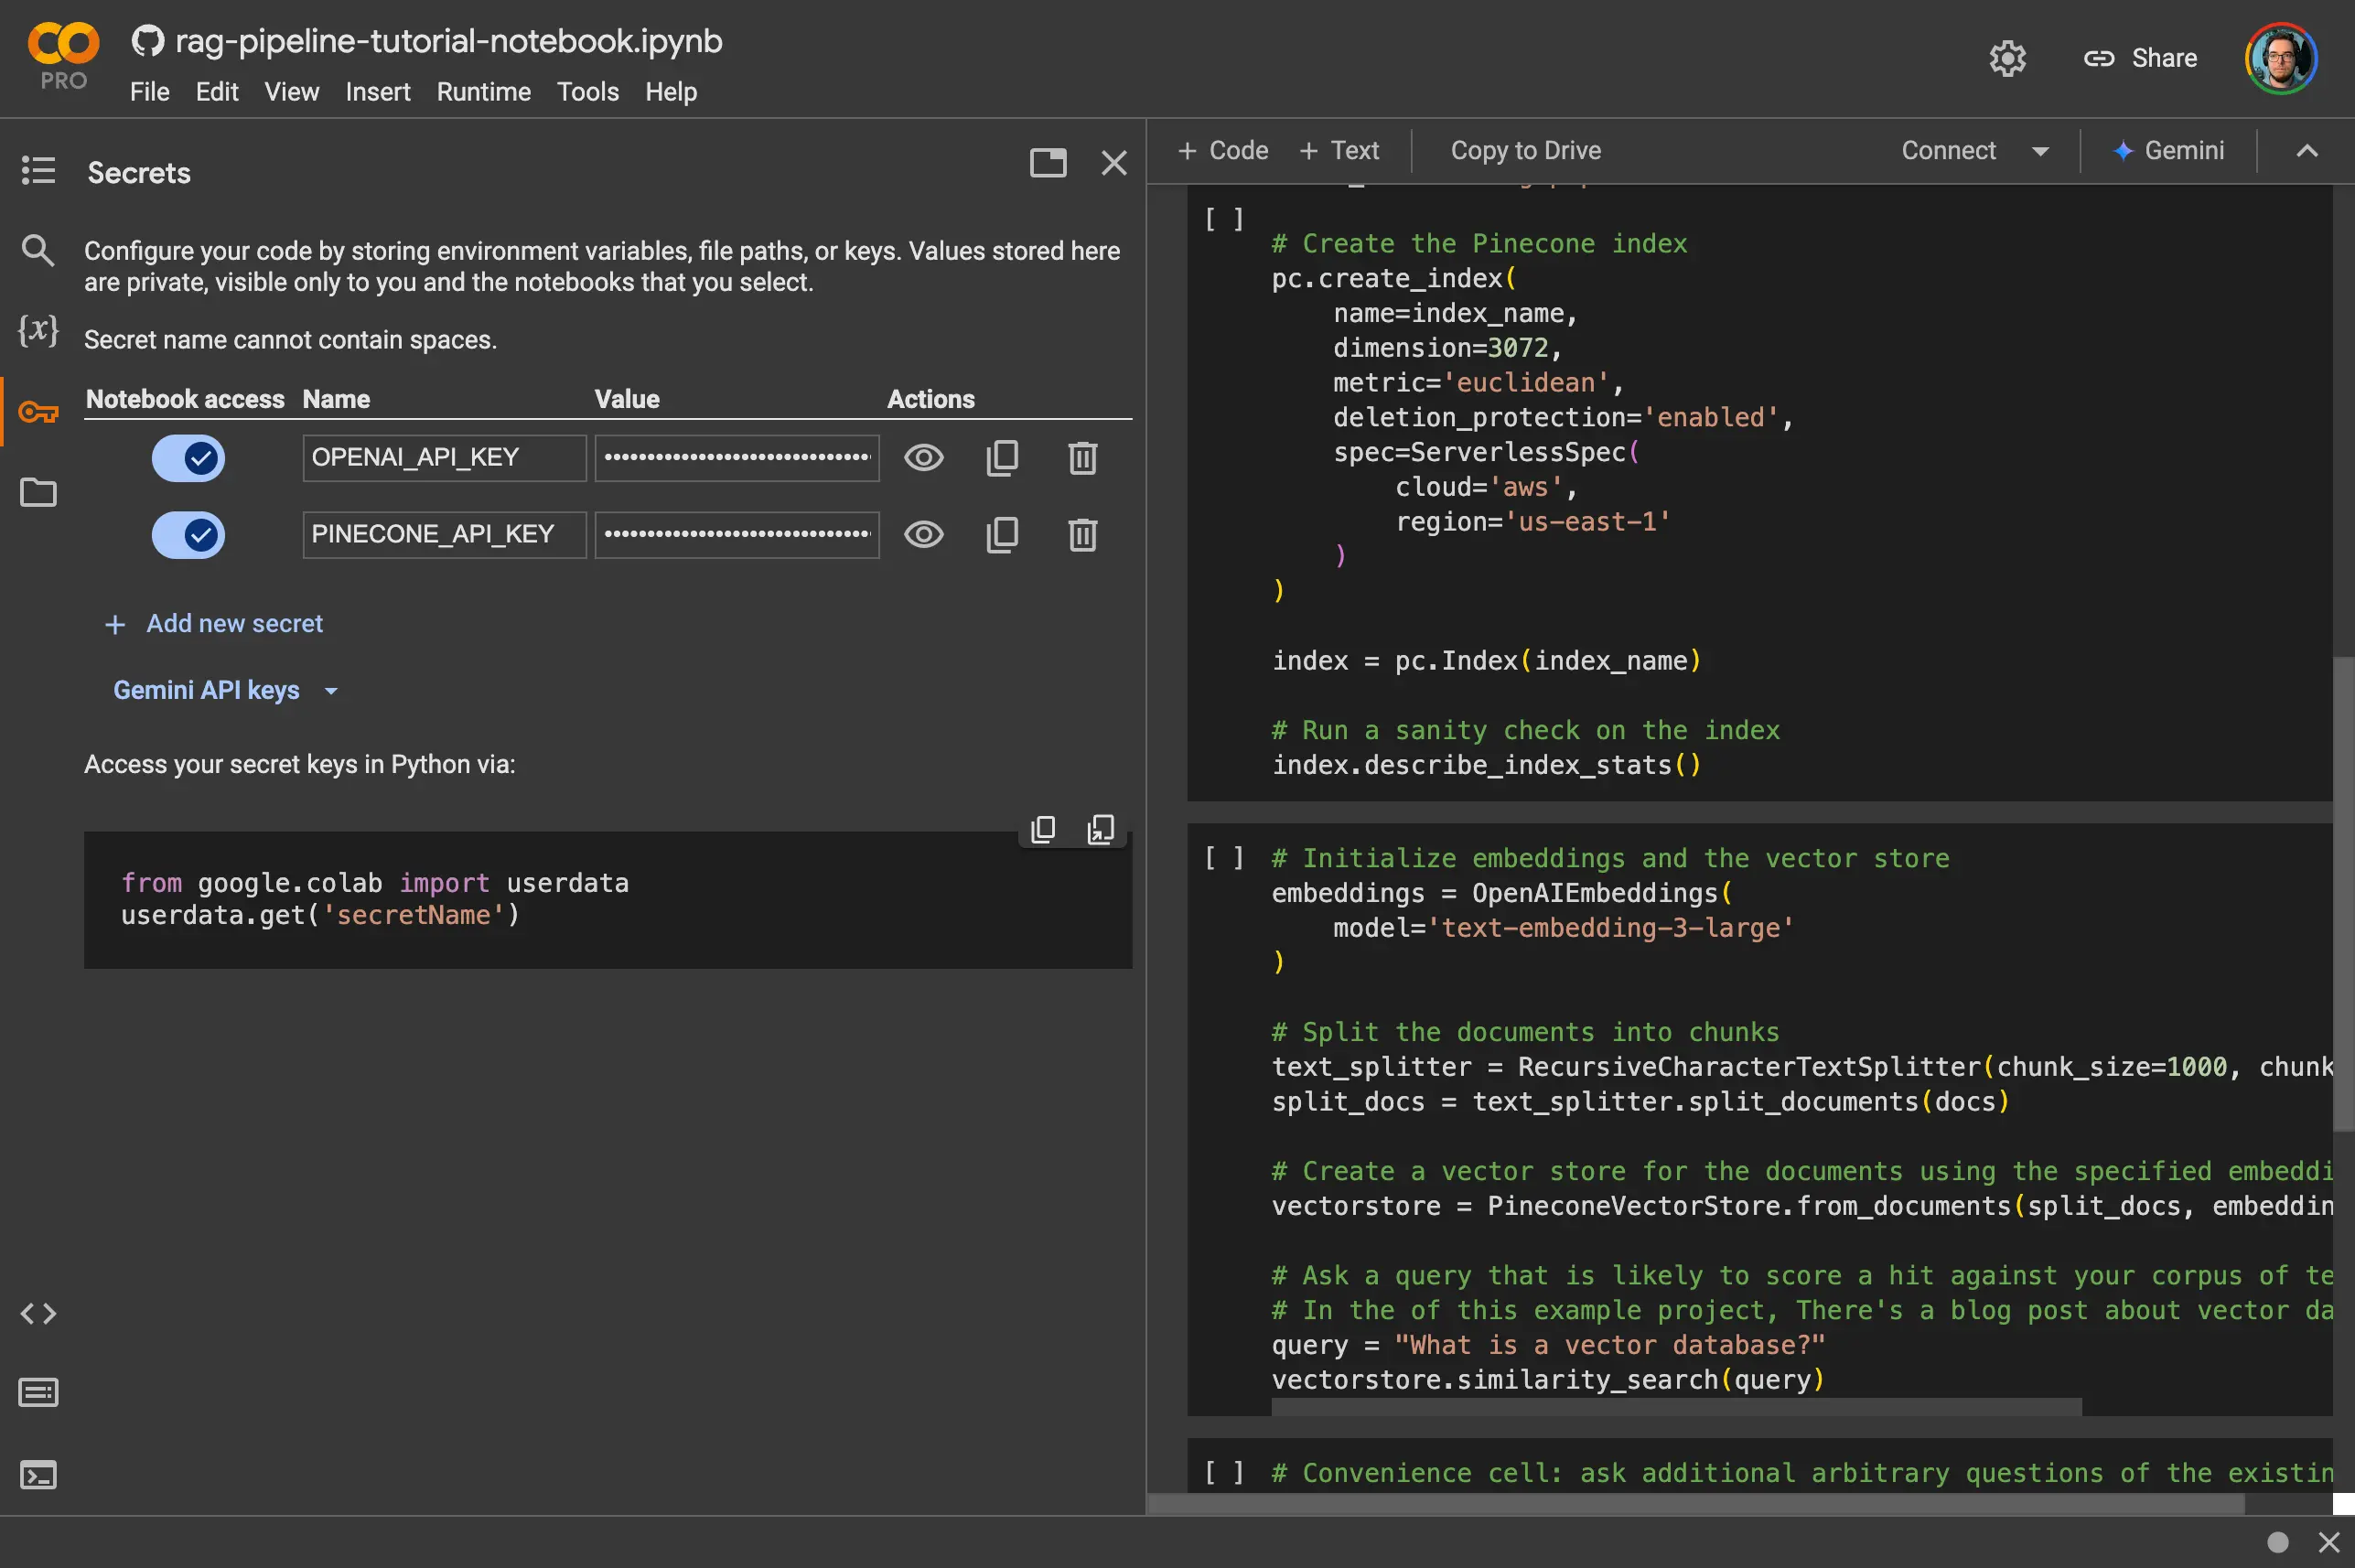 rag-pipeline-tutorial-notebook.ipynb
PRO
File Edit View Insert Runtime Tools Help
Share
Secrets
Configure your code by storing environment variables, file paths, or keys. Values stored here
are private, visible only to you and the notebooks that you select.
Secret name cannot contain spaces.
Notebook access Name Value Actions
OPENAI_API_KEY ••••••••••••••••••••••••••••••••
PINECONE_API_KEY ••••••••••••••••••••••••••••••••
+ Add new secret
Gemini API keys
Access your secret keys in Python via:
from google.colab import userdata
userdata.get('secretName')
+ Code + Text Copy to Drive Connect Gemini
[ ]
# Create the Pinecone index
pc.create_index(
    name=index_name,
    dimension=3072,
    metric='euclidean',
    deletion_protection='enabled',
    spec=ServerlessSpec(
        cloud='aws',
        region='us-east-1'
    )
)
index = pc.Index(index_name)
# Run a sanity check on the index
index.describe_index_stats()
[ ] # Initialize embeddings and the vector store
embeddings = OpenAIEmbeddings(
    model='text-embedding-3-large'
)
# Split the documents into chunks
text_splitter = RecursiveCharacterTextSplitter(chunk_size=1000, chunk
split_docs = text_splitter.split_documents(docs)
# Create a vector store for the documents using the specified embeddi
vectorstore = PineconeVectorStore.from_documents(split_docs, embeddin
# Ask a query that is likely to score a hit against your corpus of te
# In the of this example project, There's a blog post about vector da
query = "What is a vector database?"
vectorstore.similarity_search(query)
[ ] # Convenience cell: ask additional arbitrary questions of the existin